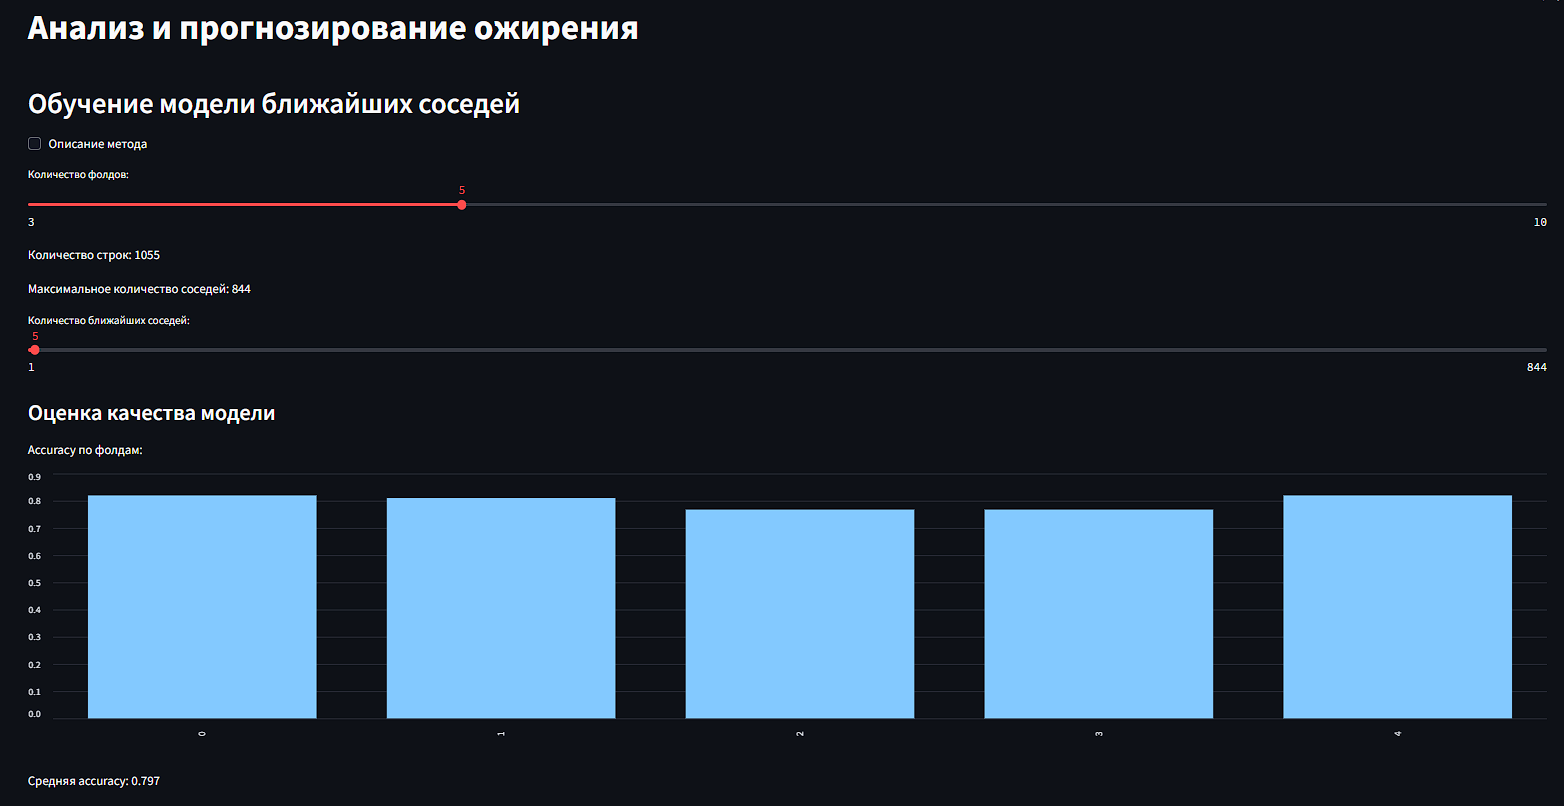 Анализ и прогнозирование ожирения
Обучение модели ближайших соседей
Описание метода
Количество фолдов:
5
3 10
Количество строк: 1055
Максимальное количество соседей: 844
Количество ближайших соседей:
5
1 844
Оценка качества модели
Accuracy по фолдам:
0.9
0.8
0.7
0.6
0.5
0.4
0.3
0.2
0.1
0.0
0 1 2 3 4
Средняя accuracy: 0.797